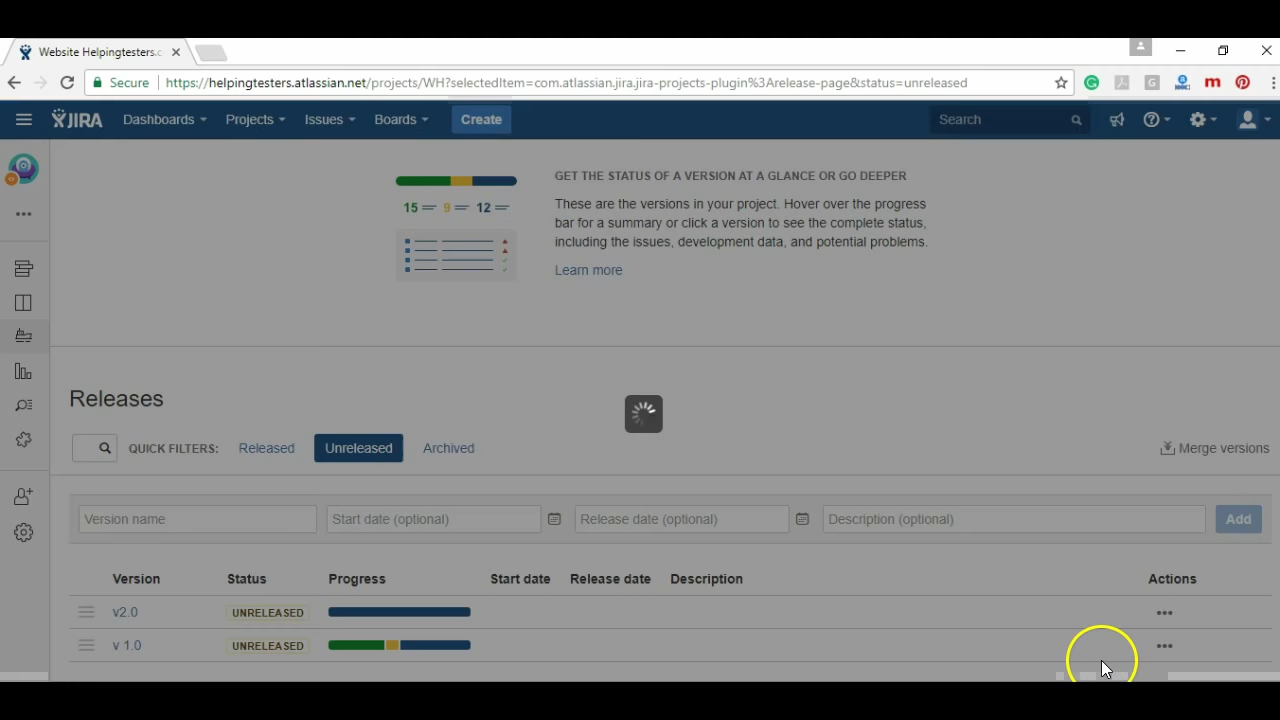 Website Helpingtesters.c
Secure https://helpingtesters.atlassian.net/projects/WH?selectedItem=com.atlassian.jira.jira-projects-plugin%3Arelease-page&status=unreleased
JIRA Dashboards Projects Issues Boards Create Search
GET THE STATUS OF A VERSION AT A GLANCE OR GO DEEPER
15 9 12
These are the versions in your project. Hover over the progress
bar for a summary or click a version to see the complete status,
including the issues, development data, and potential problems.
Learn more
Releases
QUICK FILTERS: Released Unreleased Archived Merge versions
Version name Start date (optional) Release date (optional) Description (optional) Add
Version Status Progress Start date Release date Description Actions
v2.0 UNRELEASED
v 1.0 UNRELEASED